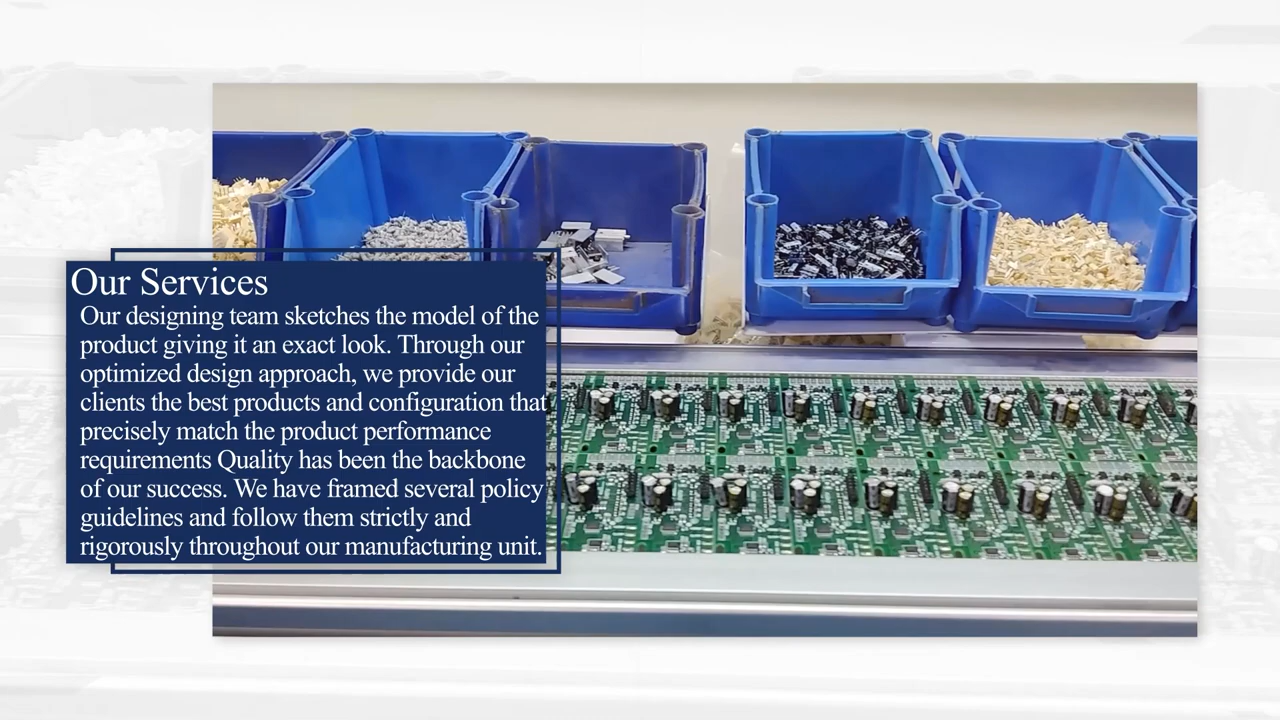 Our Services
Our designing team sketches the model of the
product giving it an exact look. Through our
optimized design approach, we provide our
clients the best products and configuration that
precisely match the product performance
requirements Quality has been the backbone
of our success. We have framed several policy
guidelines and follow them strictly and
rigorously throughout our manufacturing unit.